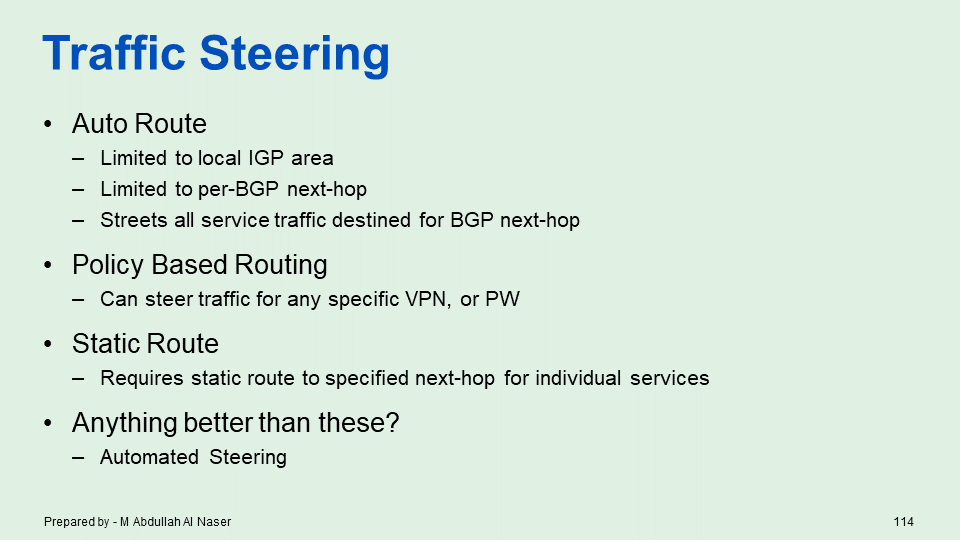 Traffic Steering
• Auto Route
– Limited to local IGP area
– Limited to per-BGP next-hop
– Streets all service traffic destined for BGP next-hop
• Policy Based Routing
– Can steer traffic for any specific VPN, or PW
• Static Route
– Requires static route to specified next-hop for individual services
• Anything better than these?
– Automated Steering
Prepared by - M Abdullah Al Naser
114